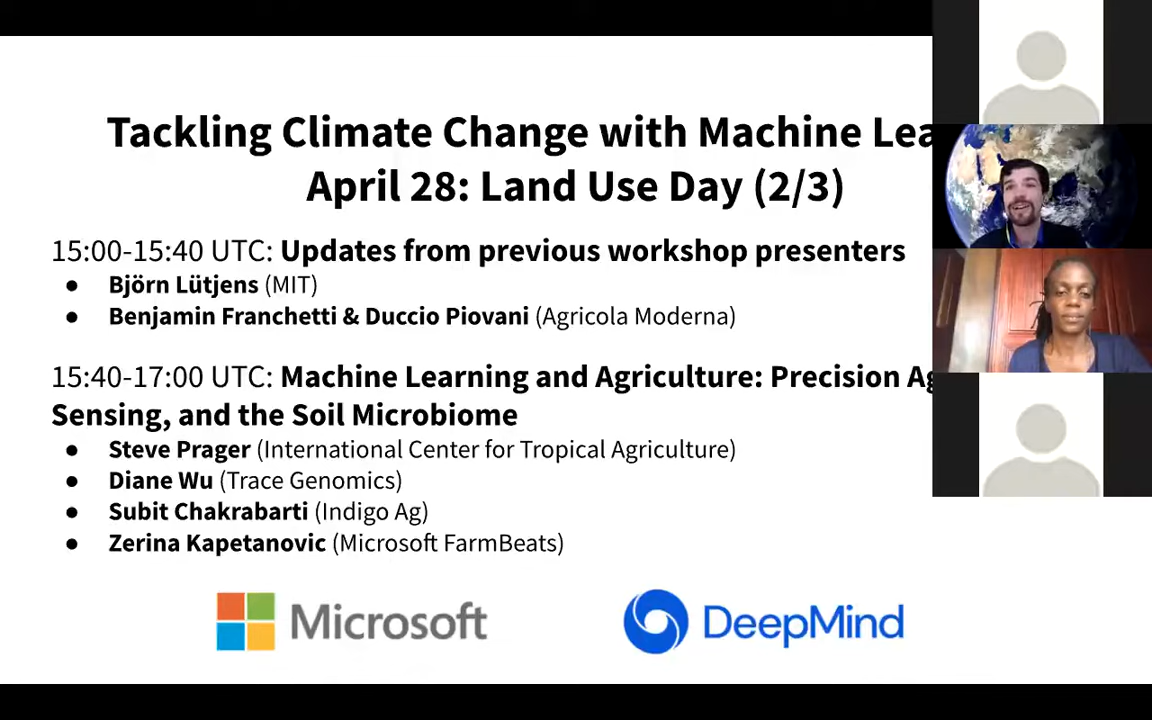 Tackling Climate Change with Machine Lea
April 28: Land Use Day (2/3)
15:00-15:40 UTC: Updates from previous workshop presenters
● Björn Lütjens (MIT)
● Benjamin Franchetti & Duccio Piovani (Agricola Moderna)
15:40-17:00 UTC: Machine Learning and Agriculture: Precision Ag
Sensing, and the Soil Microbiome
● Steve Prager (International Center for Tropical Agriculture)
● Diane Wu (Trace Genomics)
● Subit Chakrabarti (Indigo Ag)
● Zerina Kapetanovic (Microsoft FarmBeats)
Microsoft DeepMind